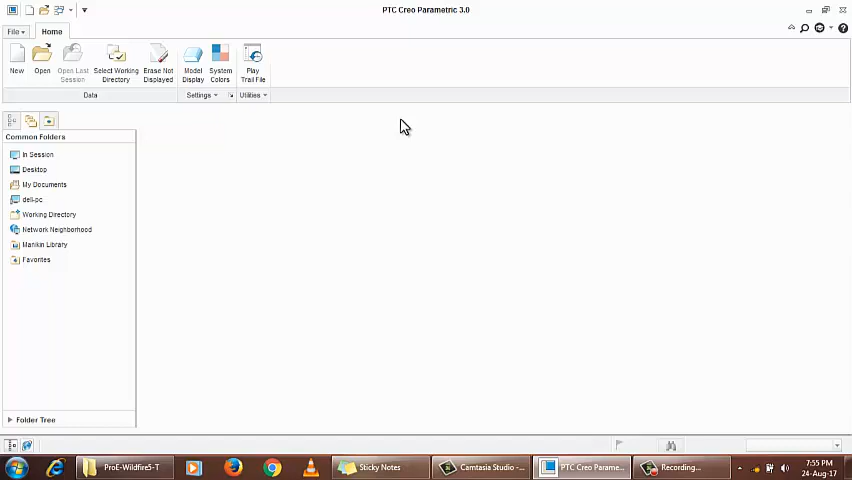 PTC Creo Parametric 3.0
File Home
New Open Open Last Session Select Working Directory Erase Not Displayed Model Display System Colors Play Trail File
Data Settings Utilities
Common Folders
In Session
Desktop
My Documents
dell-pc
Working Directory
Network Neighborhood
Manikin Library
Favorites
Folder Tree
ProE-Wildfire5-T Sticky Notes Camtasia Studio -... PTC Creo Parame... Recording...
7:55 PM
24-Aug-17